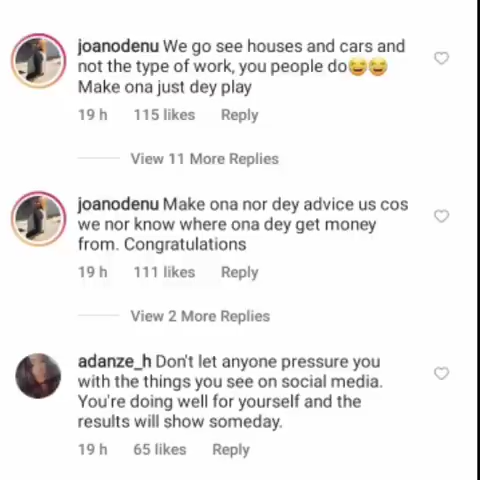 joanodenu We go see houses and cars and
not the type of work, you people do😂😂
Make ona just dey play
19 h 115 likes Reply
View 11 More Replies
joanodenu Make ona nor dey advice us cos
we nor know where ona dey get money
from. Congratulations
19 h 111 likes Reply
View 2 More Replies
adanze_h Don't let anyone pressure you
with the things you see on social media.
You're doing well for yourself and the
results will show someday.
19 h 65 likes Reply